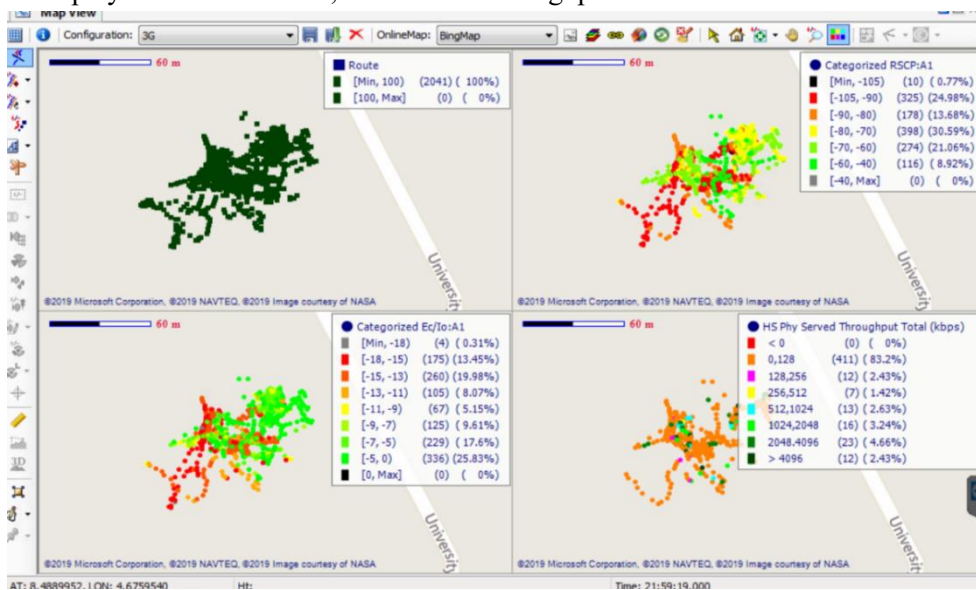 Map View
Configuration: 3G OnlineMap: BingMap
60 m
Route
[Min, 100) (2041) ( 100%)
[100, Max] (0) ( 0%)
University
©2019 Microsoft Corporation, ©2019 NAVTEQ, ©2019 Image courtesy of NASA
60 m
Categorized RSCP:A1
[Min, -105) (10) ( 0.77%)
[-105, -90) (325) (24.98%)
[-90, -80) (178) (13.68%)
[-80, -70) (398) (30.59%)
[-70, -60) (274) (21.06%)
[-60, -40) (116) ( 8.92%)
[-40, Max] (0) ( 0%)
University
©2019 Microsoft Corporation, ©2019 NAVTEQ, ©2019 Image courtesy of NASA
60 m
Categorized Ec/Io:A1
[Min, -18) (4) ( 0.31%)
[-18, -15) (175) (13.45%)
[-15, -13) (260) (19.98%)
[-13, -11) (105) ( 8.07%)
[-11, -9) (67) ( 5.15%)
[-9, -7) (125) ( 9.61%)
[-7, -5) (229) ( 17.6%)
[-5, 0) (336) (25.83%)
[0, Max] (0) ( 0%)
University
©2019 Microsoft Corporation, ©2019 NAVTEQ, ©2019 Image courtesy of NASA
60 m
HS Phy Served Throughput Total (kbps)
< 0 (0) ( 0%)
0,128 (411) ( 83.2%)
128,256 (12) ( 2.43%)
256,512 (7) ( 1.42%)
512,1024 (13) ( 2.63%)
1024,2048 (16) ( 3.24%)
2048.4096 (23) ( 4.66%)
> 4096 (12) ( 2.43%)
University
©2019 Microsoft Corporation, ©2019 NAVTEQ, ©2019 Image courtesy of NASA
AT: 8.4889952, LON: 4.6759540 Ht: Time: 21:59:19.000